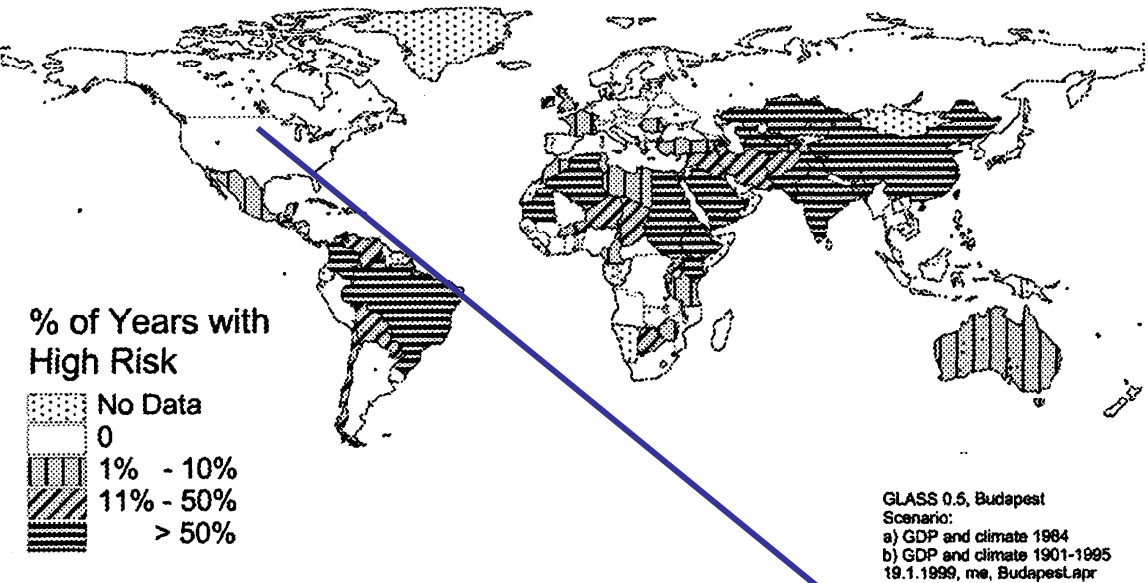 % of Years with
High Risk
No Data
0
1% - 10%
11% - 50%
> 50%
GLASS 0.5, Budapest
Scenario:
a) GDP and climate 1984
b) GDP and climate 1901-1995
19.1.1999, me, Budapest.apr